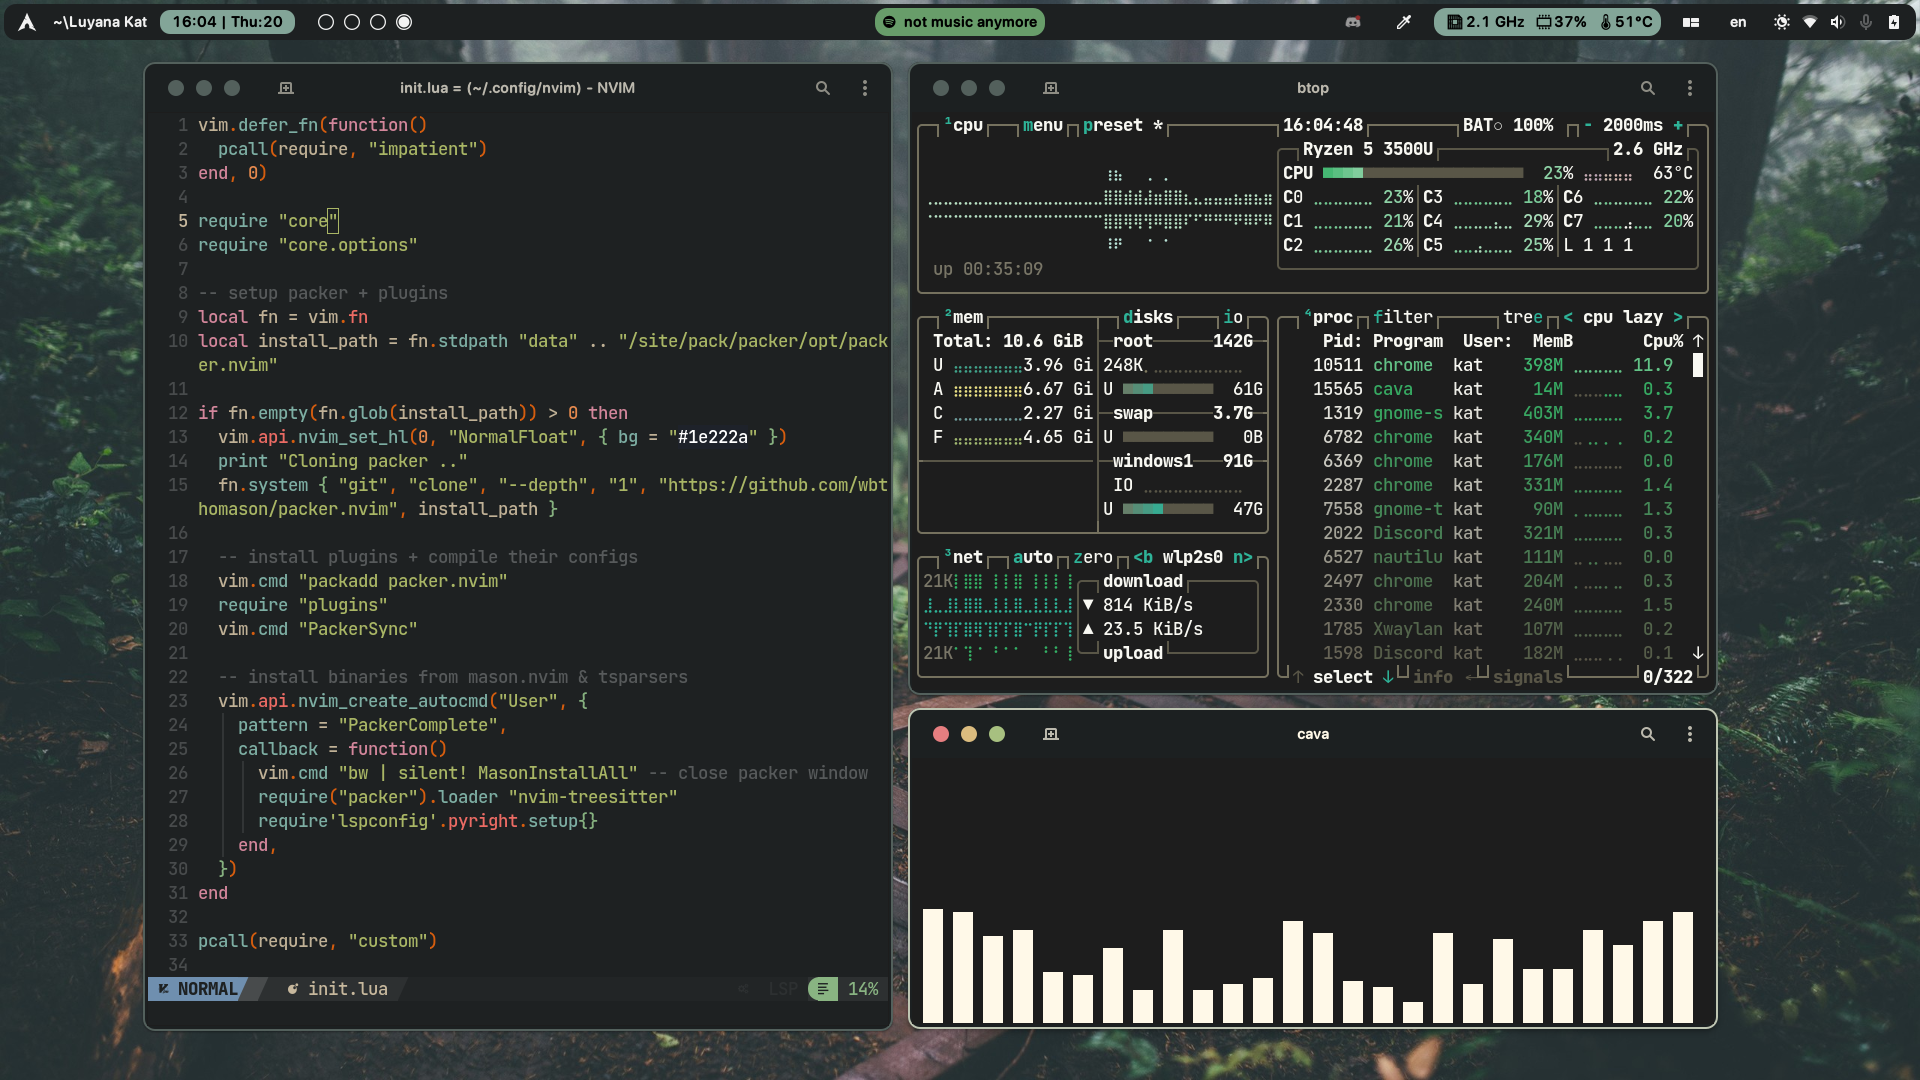 ~\Luyana Kat 16:04 | Thu:20 not music anymore 2.1 GHz 37% 51°C en
init.lua = (~/.config/nvim) - NVIM
1 vim.defer_fn(function()
2 pcall(require, "impatient")
3 end, 0)
4
5 require "core"
6 require "core.options"
7
8 -- setup packer + plugins
9 local fn = vim.fn
10 local install_path = fn.stdpath "data" .. "/site/pack/packer/opt/pack
er.nvim"
11
12 if fn.empty(fn.glob(install_path)) > 0 then
13 vim.api.nvim_set_hl(0, "NormalFloat", { bg = "#1e222a" })
14 print "Cloning packer .."
15 fn.system { "git", "clone", "--depth", "1", "https://github.com/wbt
homason/packer.nvim", install_path }
16
17 -- install plugins + compile their configs
18 vim.cmd "packadd packer.nvim"
19 require "plugins"
20 vim.cmd "PackerSync"
21
22 -- install binaries from mason.nvim & tsparsers
23 vim.api.nvim_create_autocmd("User", {
24 pattern = "PackerComplete",
25 callback = function()
26 vim.cmd "bw | silent! MasonInstallAll" -- close packer window
27 require("packer").loader "nvim-treesitter"
28 require'lspconfig'.pyright.setup{}
29 end,
30 })
31 end
32
33 pcall(require, "custom")
34
NORMAL init.lua LSP 14%
btop
¹cpu menu preset * 16:04:48 BAT○ 100% - 2000ms +
Ryzen 5 3500U 2.6 GHz
CPU 23% 63°C
C0 23% C3 18% C6 22%
C1 21% C4 29% C7 20%
C2 26% C5 25% L 1 1 1
up 00:35:09
²mem disks io
Total: 10.6 GiB root 142G
U 3.96 Gi 248K
A 6.67 Gi U 61G
C 2.27 Gi swap 3.7G
F 4.65 Gi U 0B
windows1 91G
IO
U 47G
³net auto zero <b wlp2s0 n>
21K download
▼ 814 KiB/s
▲ 23.5 KiB/s
21K upload
⁴proc filter tree < cpu lazy >
Pid: Program User: MemB Cpu% ↑
10511 chrome kat 398M 11.9
15565 cava kat 14M 0.3
1319 gnome-s kat 403M 3.7
6782 chrome kat 340M 0.2
6369 chrome kat 176M 0.0
2287 chrome kat 331M 1.4
7558 gnome-t kat 90M 1.3
2022 Discord kat 321M 0.3
6527 nautilu kat 111M 0.0
2497 chrome kat 204M 0.3
2330 chrome kat 240M 1.5
1785 Xwaylan kat 107M 0.2
1598 Discord kat 182M 0.1 ↓
↑ select ↓ info ↵ signals 0/322
cava